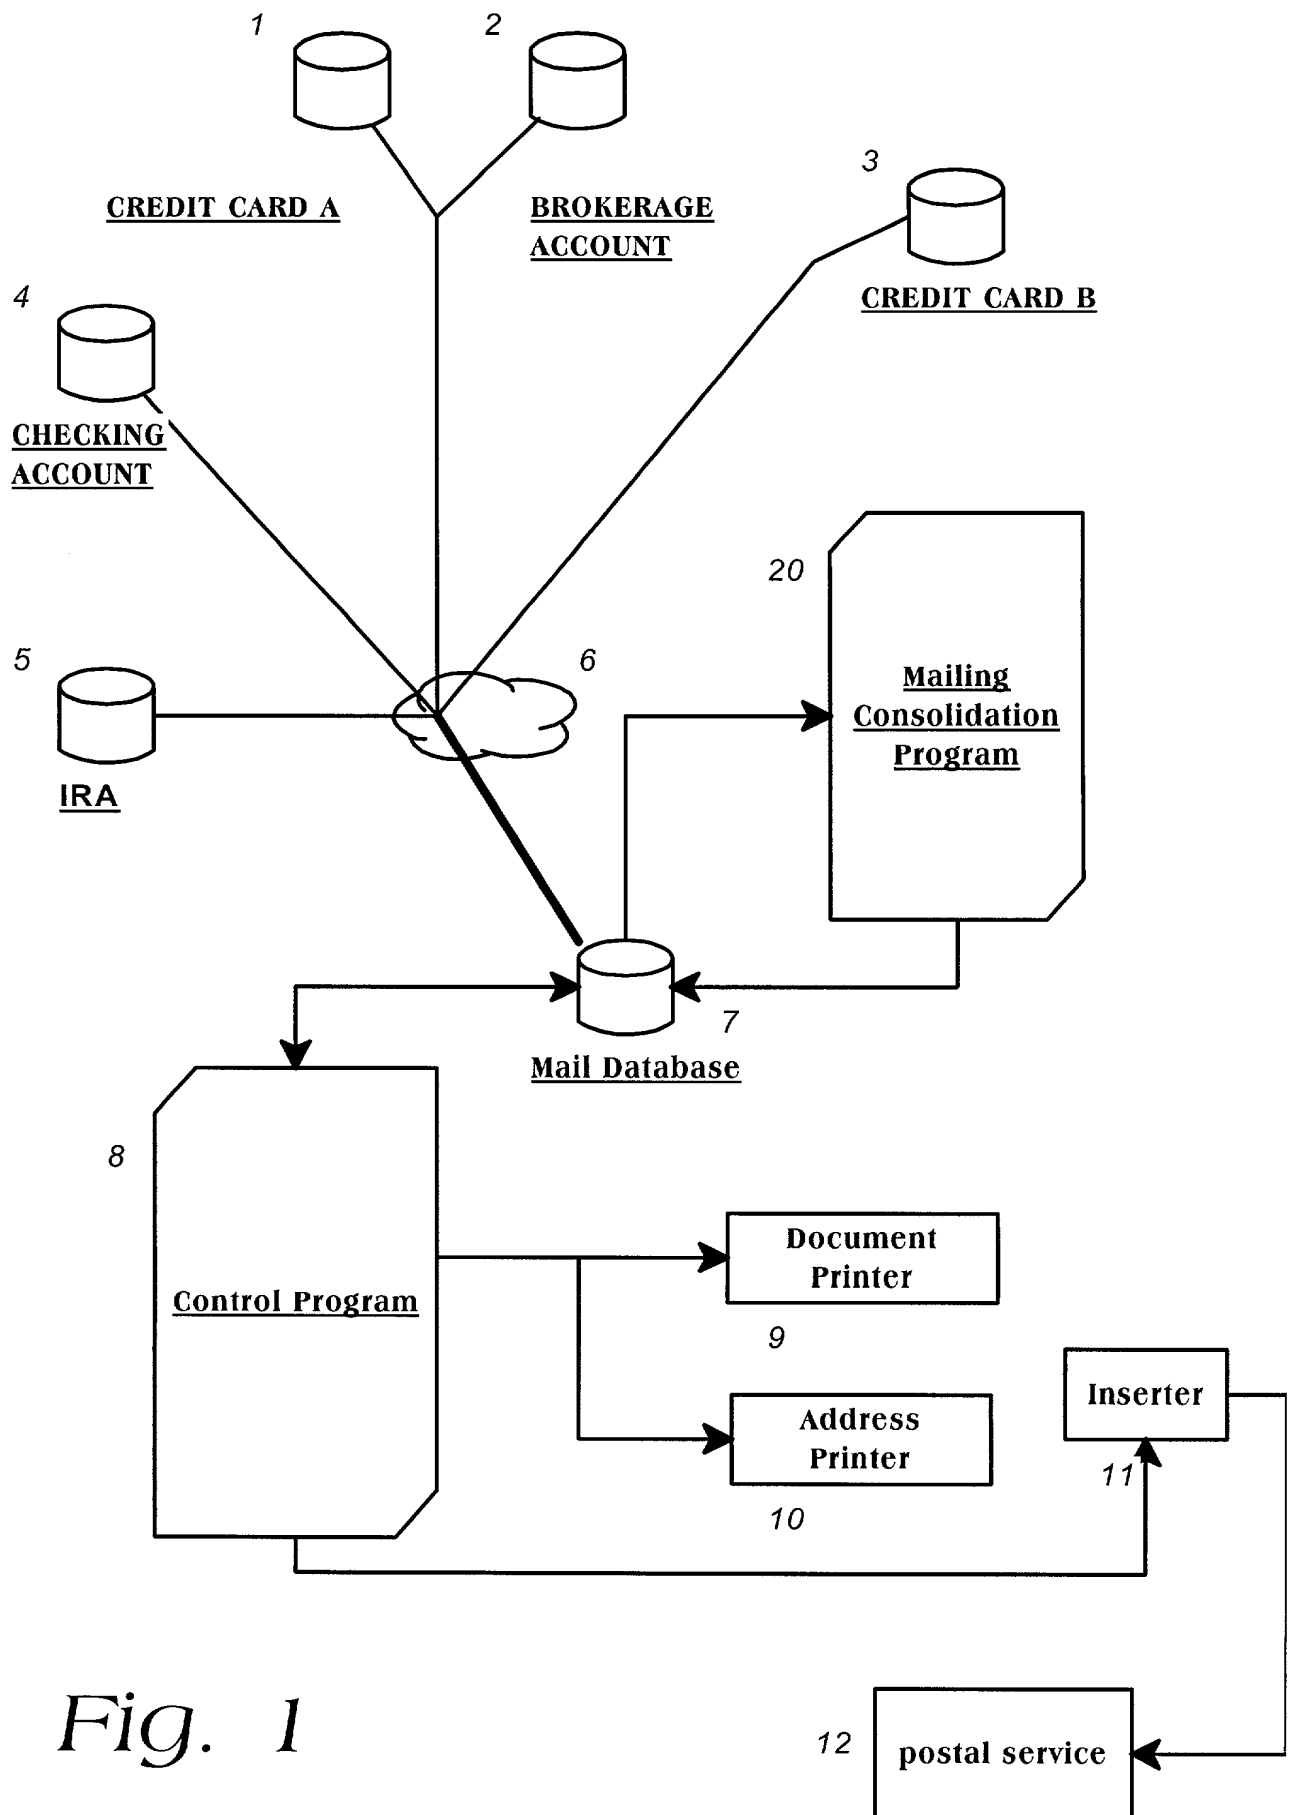 1
2
3
CREDIT CARD A
BROKERAGE
ACCOUNT
CREDIT CARD B
4
CHECKING
ACCOUNT
20
5
6
Mailing
Consolidation
Program
IRA
7
Mail Database
8
Document
Printer
Control Program
9
Inserter
Address
Printer
11
10
Fig. 1
12
postal service